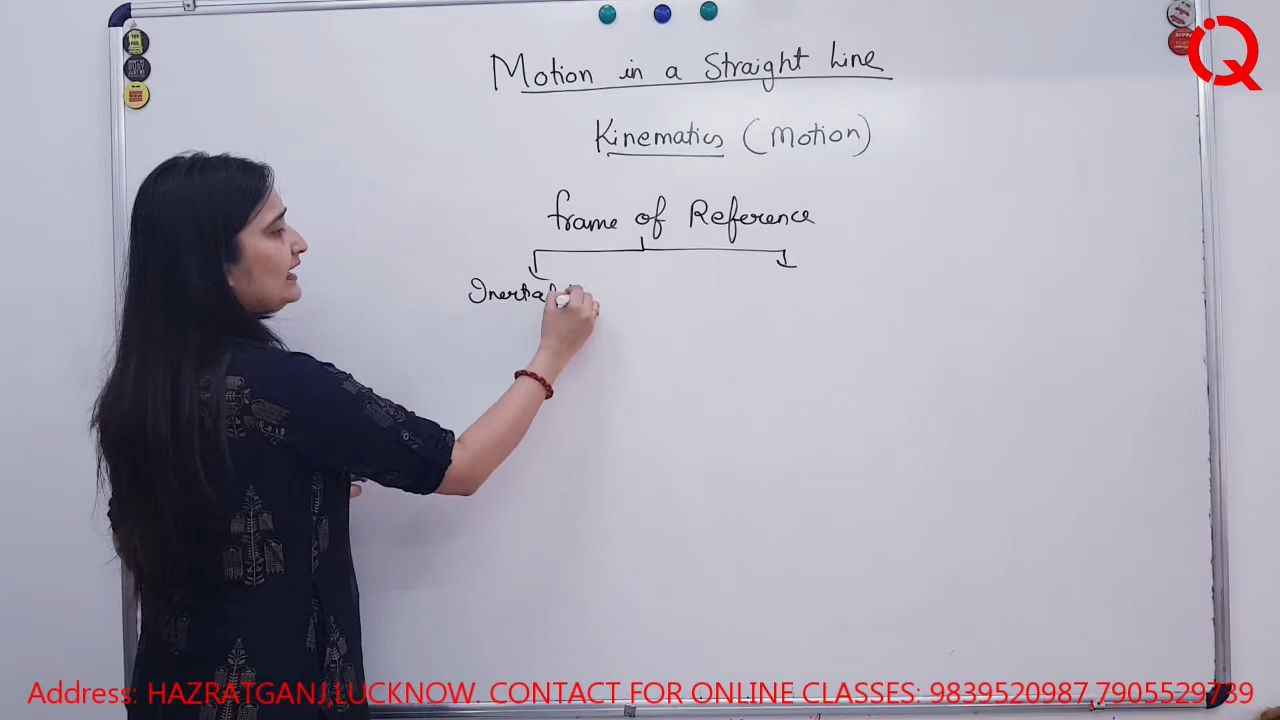 Motion in a Straight Line
Kinematics (Motion)
frame of Reference
Inertial
Address: HAZRATGANJ,LUCKNOW. CONTACT FOR ONLINE CLASSES: 9839520987,7905529739